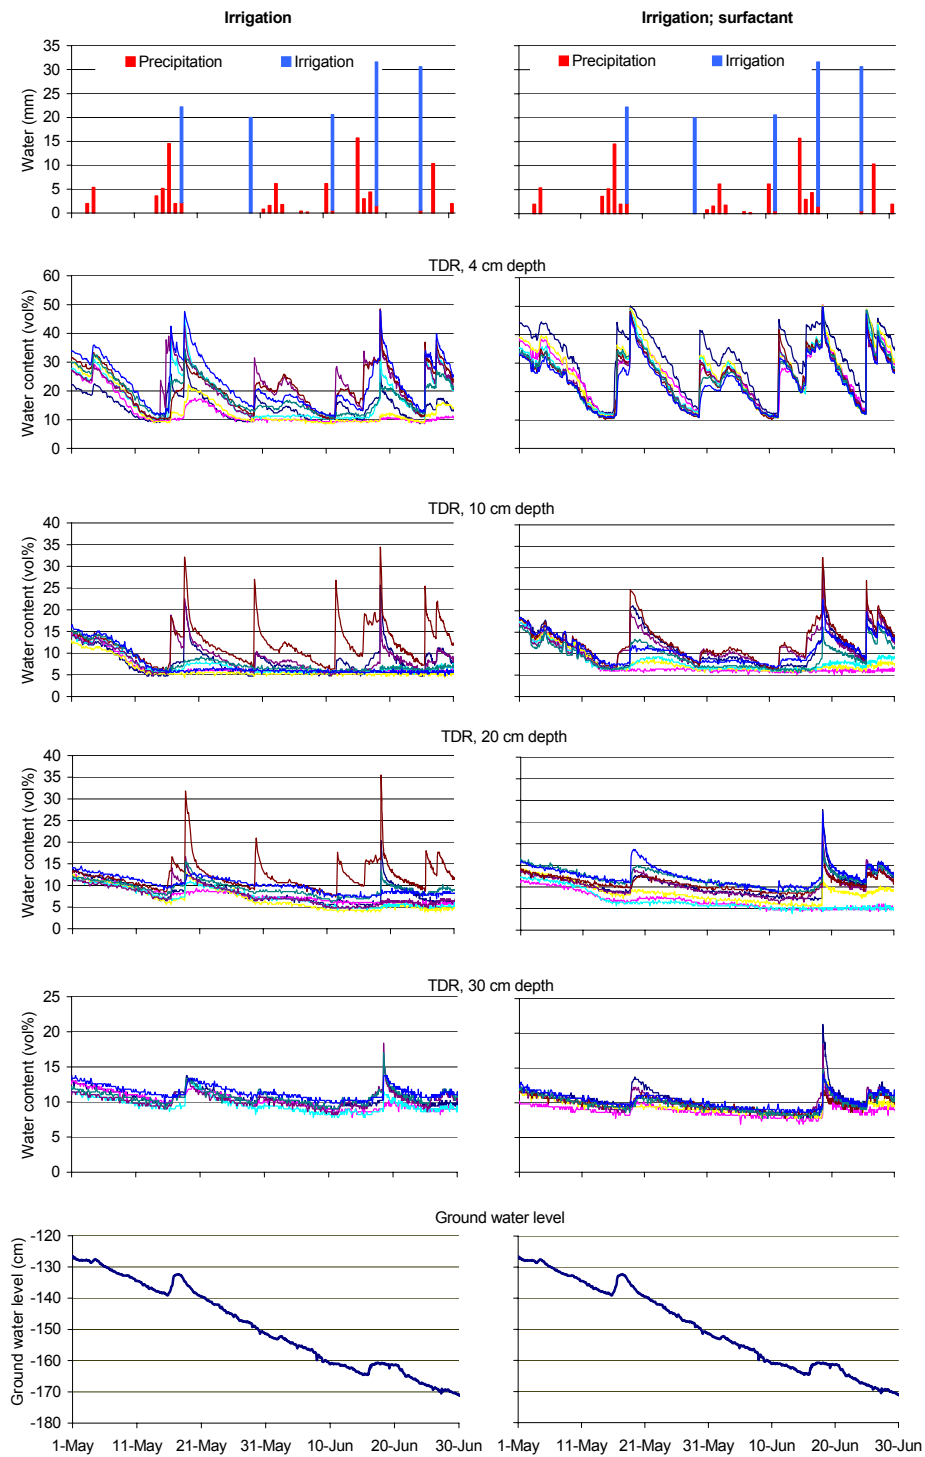 Irrigation
Irrigation; surfactant
Water (mm)
35
30
25
20
15
10
5
0
Precipitation
Irrigation
Precipitation
Irrigation
TDR, 4 cm depth
Water content (vol%)
60
50
40
30
20
10
0
TDR, 10 cm depth
Water content (vol%)
40
35
30
25
20
15
10
5
0
TDR, 20 cm depth
Water content (vol%)
40
35
30
25
20
15
10
5
0
TDR, 30 cm depth
Water content (vol%)
25
20
15
10
5
0
Ground water level
Ground water level (cm)
-120
-130
-140
-150
-160
-170
-180
1-May 11-May 21-May 31-May 10-Jun 20-Jun 30-Jun
1-May 11-May 21-May 31-May 10-Jun 20-Jun 30-Jun